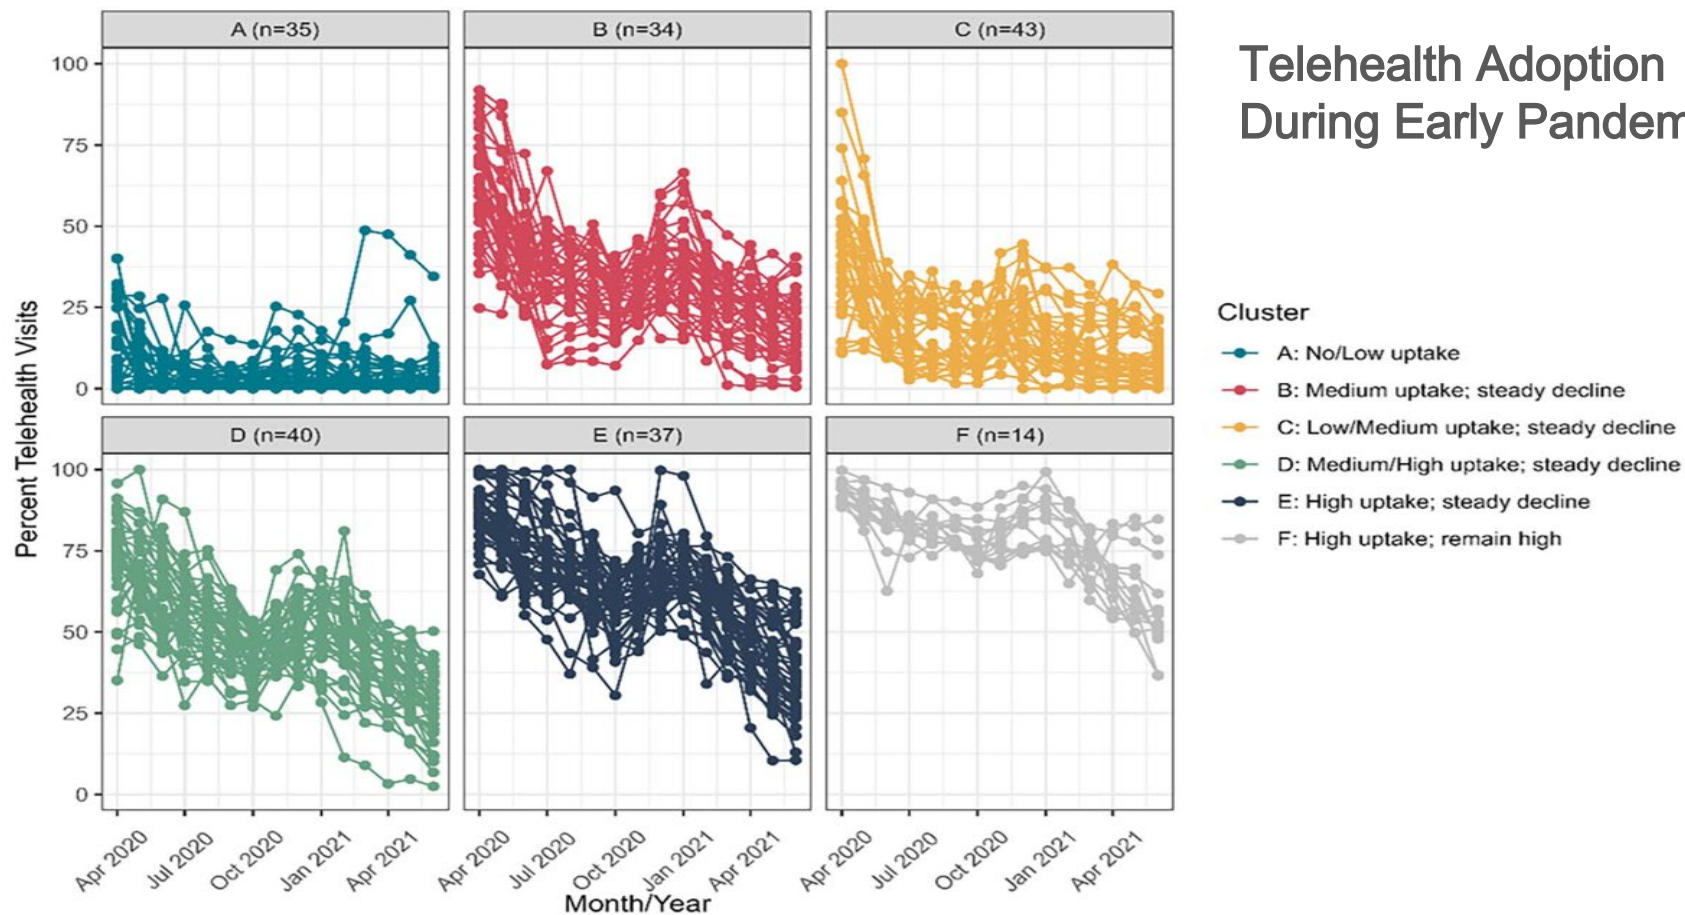 Telehealth Adoption
During Early Pandem
A (n=35)
B (n=34)
C (n=43)
100
75
50
25
0
D (n=40)
E (n=37)
F (n=14)
100
75
50
25
0
Percent Telehealth Visits
Apr 2020
Jul 2020
Oct 2020
Jan 2021
Apr 2021
Apr 2020
Jul 2020
Oct 2020
Jan 2021
Apr 2021
Apr 2020
Jul 2020
Oct 2020
Jan 2021
Apr 2021
Month/Year
Cluster
A: No/Low uptake
B: Medium uptake; steady decline
C: Low/Medium uptake; steady decline
D: Medium/High uptake; steady decline
E: High uptake; steady decline
F: High uptake; remain high